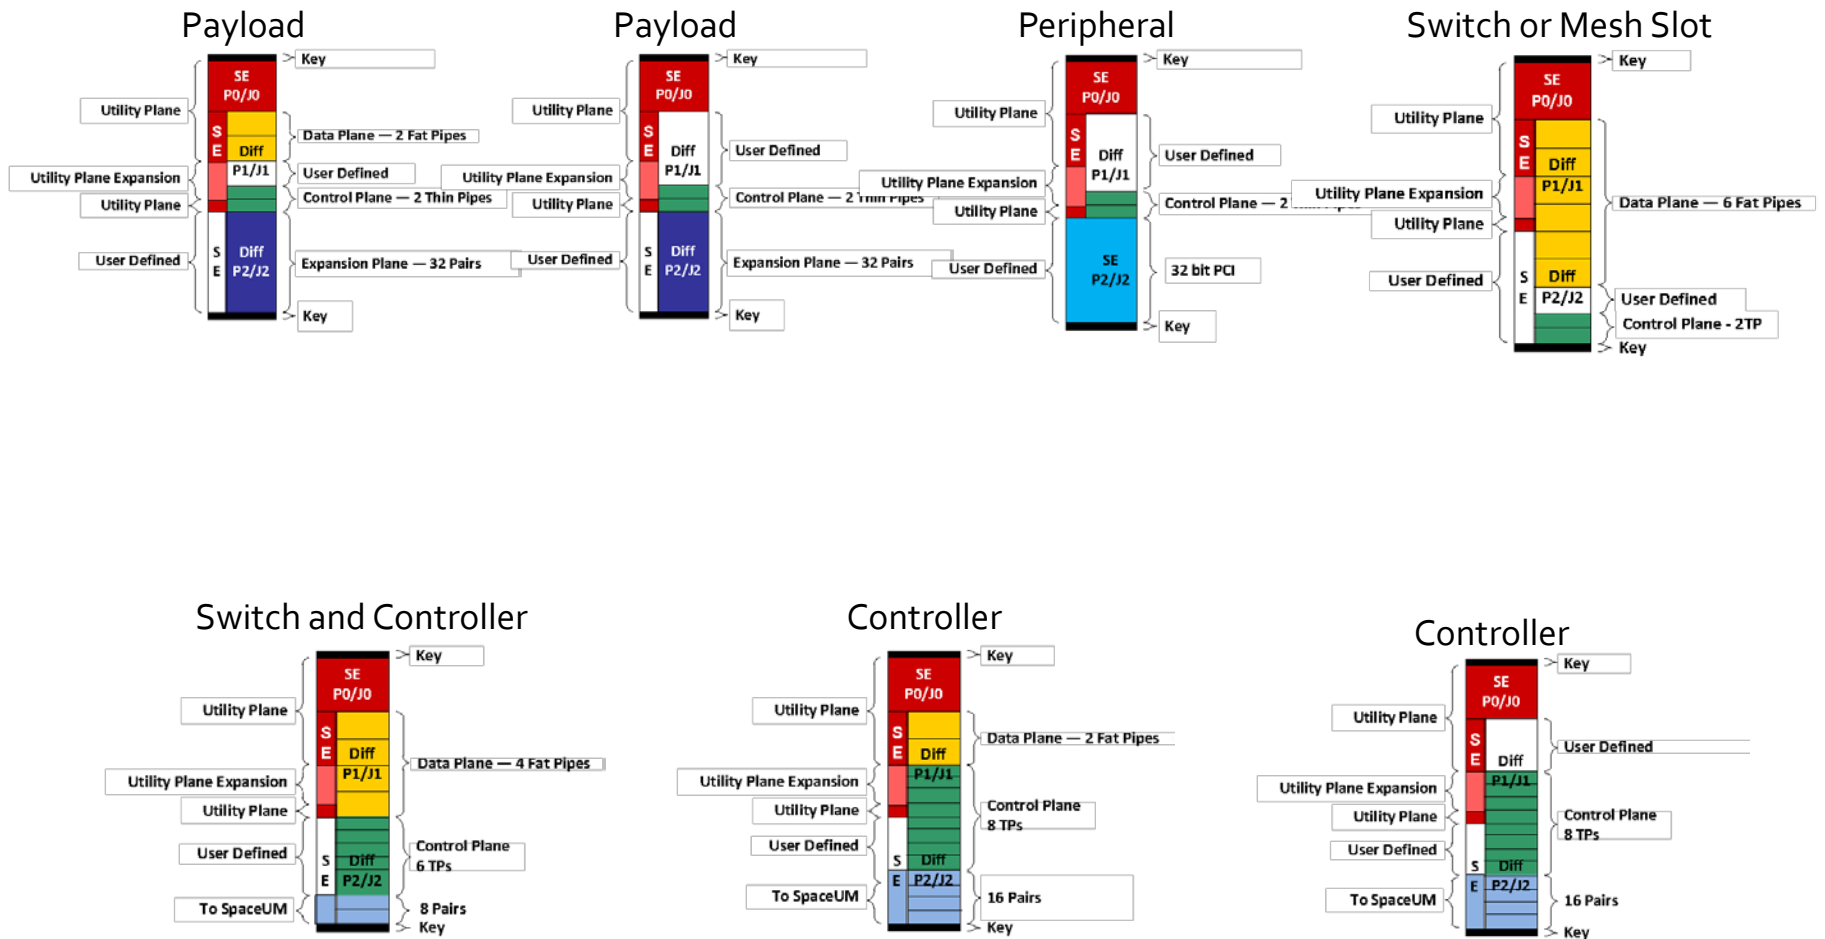 Payload
Key
SE
P0/J0
Utility Plane
S
E
Data Plane — 2 Fat Pipes
Diff
P1/J1
User Defined
Utility Plane Expansion
Control Plane — 2 Thin Pipes
Utility Plane
User Defined
S
E
Diff
P2/J2
Expansion Plane — 32 Pairs
Key
Payload
Key
SE
P0/J0
Utility Plane
S
E
Diff
P1/J1
User Defined
Utility Plane Expansion
Control Plane — 2 Thin Pipes
Utility Plane
User Defined
S
E
Diff
P2/J2
Expansion Plane — 32 Pairs
Key
Peripheral
Key
SE
P0/J0
Utility Plane
S
E
Diff
P1/J1
User Defined
Utility Plane Expansion
Control Plane — 2
Utility Plane
User Defined
SE
P2/J2
32 bit PCI
Key
Switch or Mesh Slot
Key
SE
P0/J0
Utility Plane
S
E
Diff
P1/J1
Utility Plane Expansion
Data Plane — 6 Fat Pipes
Utility Plane
User Defined
S
E
Diff
P2/J2
User Defined
Control Plane - 2TP
Key
Switch and Controller
Key
SE
P0/J0
Utility Plane
S
E
Diff
P1/J1
Data Plane — 4 Fat Pipes
Utility Plane Expansion
Utility Plane
User Defined
S
E
Diff
P2/J2
Control Plane
6 TPs
To SpaceUM
8 Pairs
Key
Controller
Key
SE
P0/J0
Utility Plane
S
E
Data Plane — 2 Fat Pipes
Diff
P1/J1
Utility Plane Expansion
Utility Plane
Control Plane
8 TPs
User Defined
S
E
Diff
P2/J2
To SpaceUM
16 Pairs
Key
Controller
Key
SE
P0/J0
Utility Plane
S
E
User Defined
Diff
P1/J1
Utility Plane Expansion
Utility Plane
Control Plane
8 TPs
User Defined
S
E
Diff
P2/J2
To SpaceUM
16 Pairs
Key